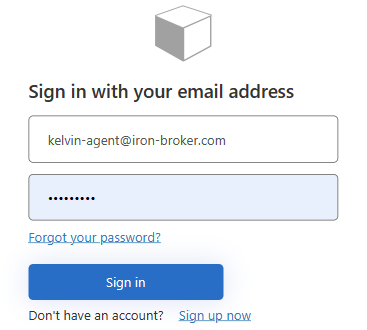 Sign in with your email address
kelvin-agent@iron-broker.com
•••••••••
Forgot your password?
Sign in
Don't have an account? Sign up now